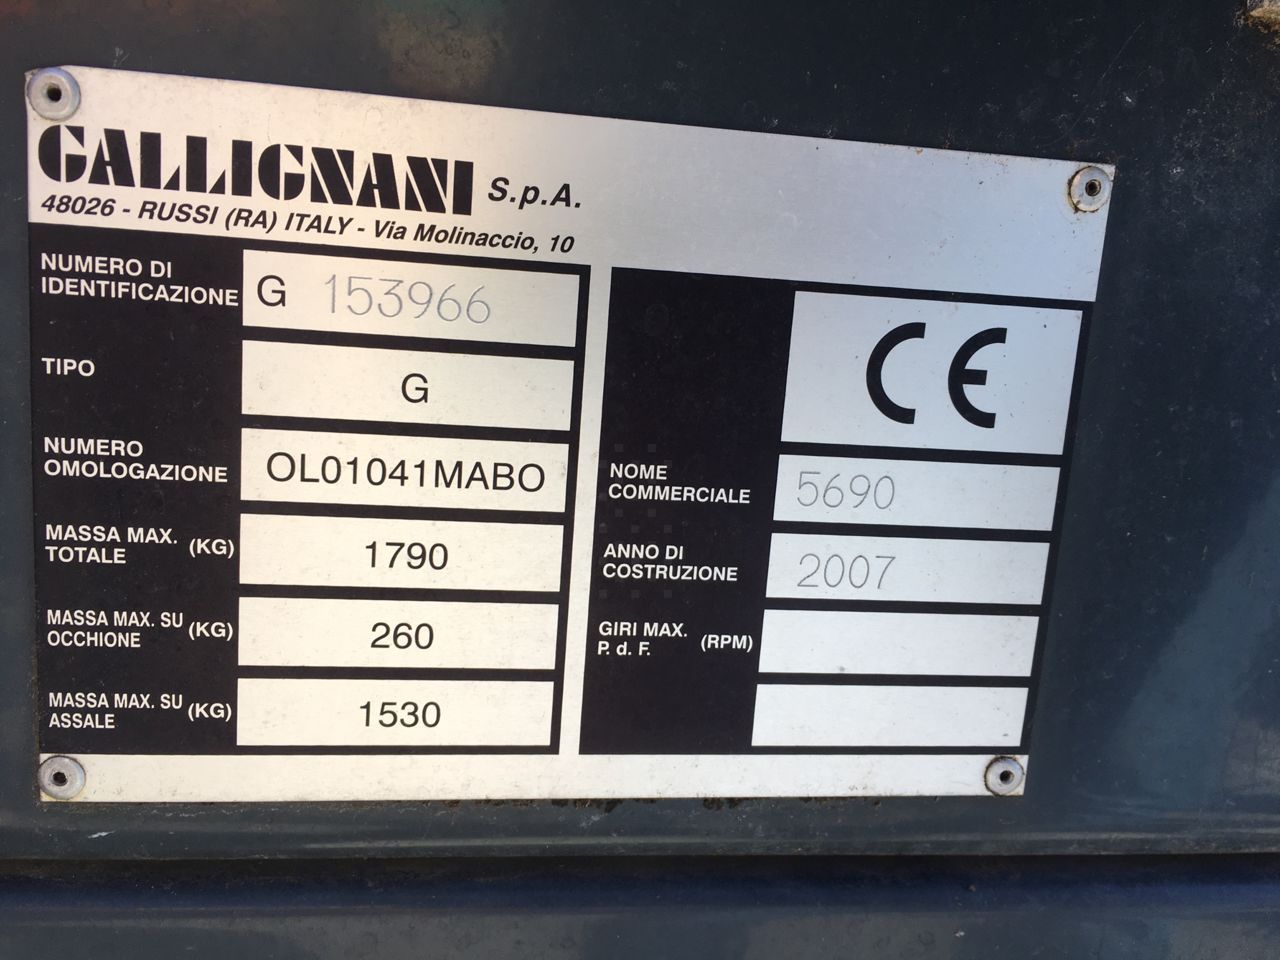 GALLIGNANI S.p.A.
48026 - RUSSI (RA) ITALY - Via Molinaccio, 10
NUMERO DI
IDENTIFICAZIONE
G 153966
TIPO
G
NUMERO
OMOLOGAZIONE
OL01041MABO
MASSA MAX.
TOTALE
(KG)
1790
MASSA MAX. SU
OCCHIONE
(KG)
260
MASSA MAX. SU
ASSALE
(KG)
1530
CE
NOME
COMMERCIALE
5690
ANNO DI
COSTRUZIONE
2007
GIRI MAX.
P. d. F.
(RPM)